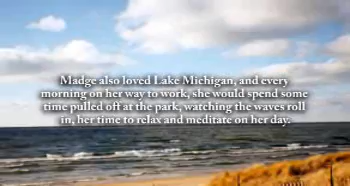 Madge also loved Lake Michigan, and every
morning on her way to work, she would spend some
time pulled off at the park, watching the waves roll
in, her time to relax and meditate on her day.